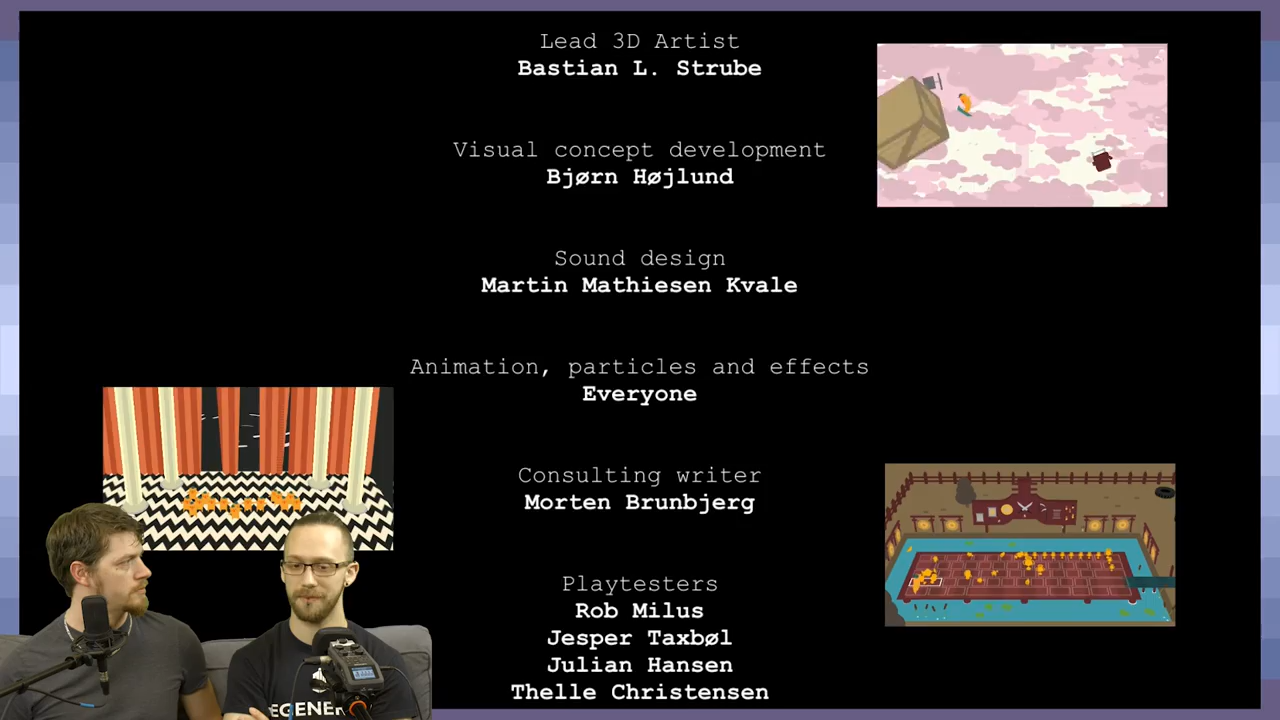 Lead 3D Artist
Bastian L. Strube
Visual concept development
Bjørn Højlund
Sound design
Martin Mathiesen Kvale
Animation, particles and effects
Everyone
Consulting writer
Morten Brunbjerg
Playtesters
Rob Milus
Jesper Taxbøl
Julian Hansen
Thelle Christensen